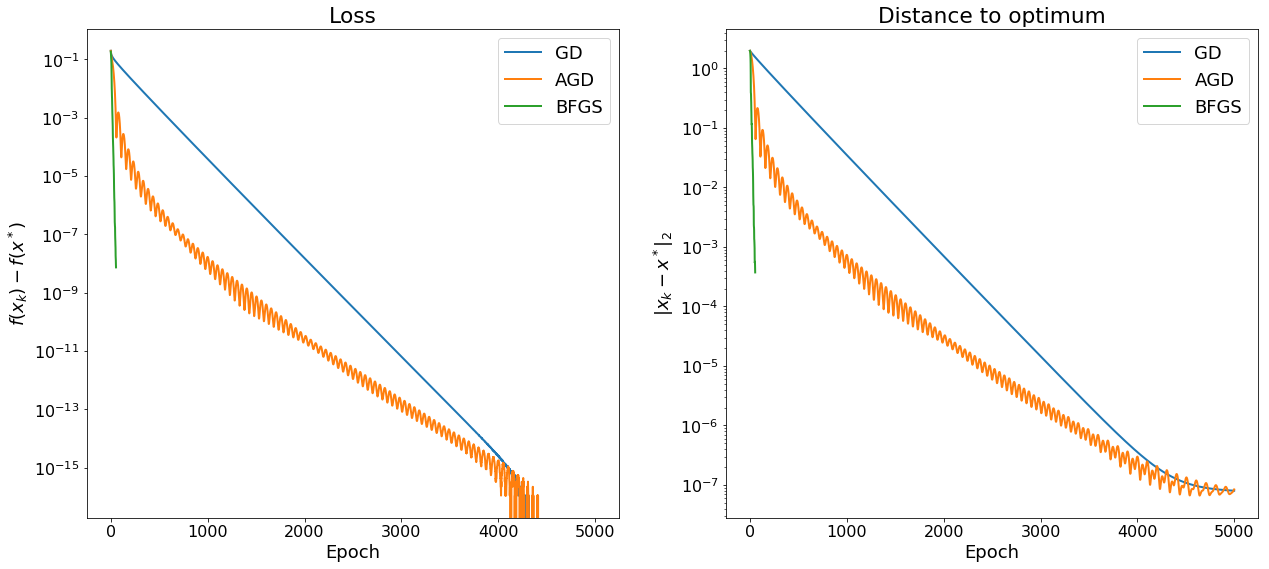 Loss
f(x_k) − f(x^*)
10^−1
10^−3
10^−5
10^−7
10^−9
10^−11
10^−13
10^−15
GD
AGD
BFGS
0 1000 2000 3000 4000 5000
Epoch
Distance to optimum
|x_k − x^*|_2
10^0
10^−1
10^−2
10^−3
10^−4
10^−5
10^−6
10^−7
GD
AGD
BFGS
0 1000 2000 3000 4000 5000
Epoch